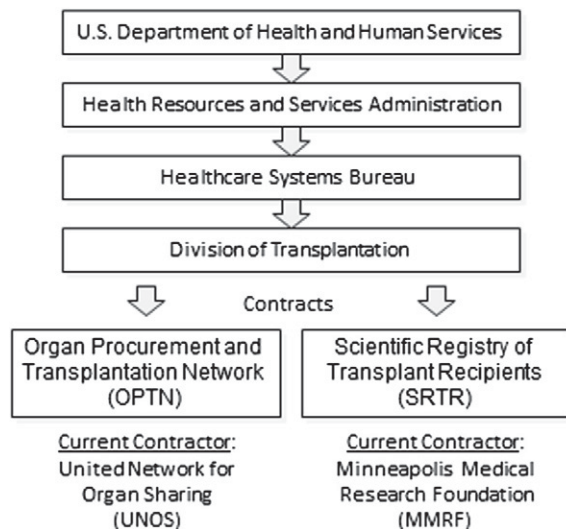 U.S. Department of Health and Human Services
Health Resources and Services Administration
Healthcare Systems Bureau
Division of Transplantation
Contracts
Organ Procurement and
Transplantation Network
(OPTN)
Scientific Registry of
Transplant Recipients
(SRTR)
Current Contractor:
United Network for
Organ Sharing
(UNOS)
Current Contractor:
Minneapolis Medical
Research Foundation
(MMRF)